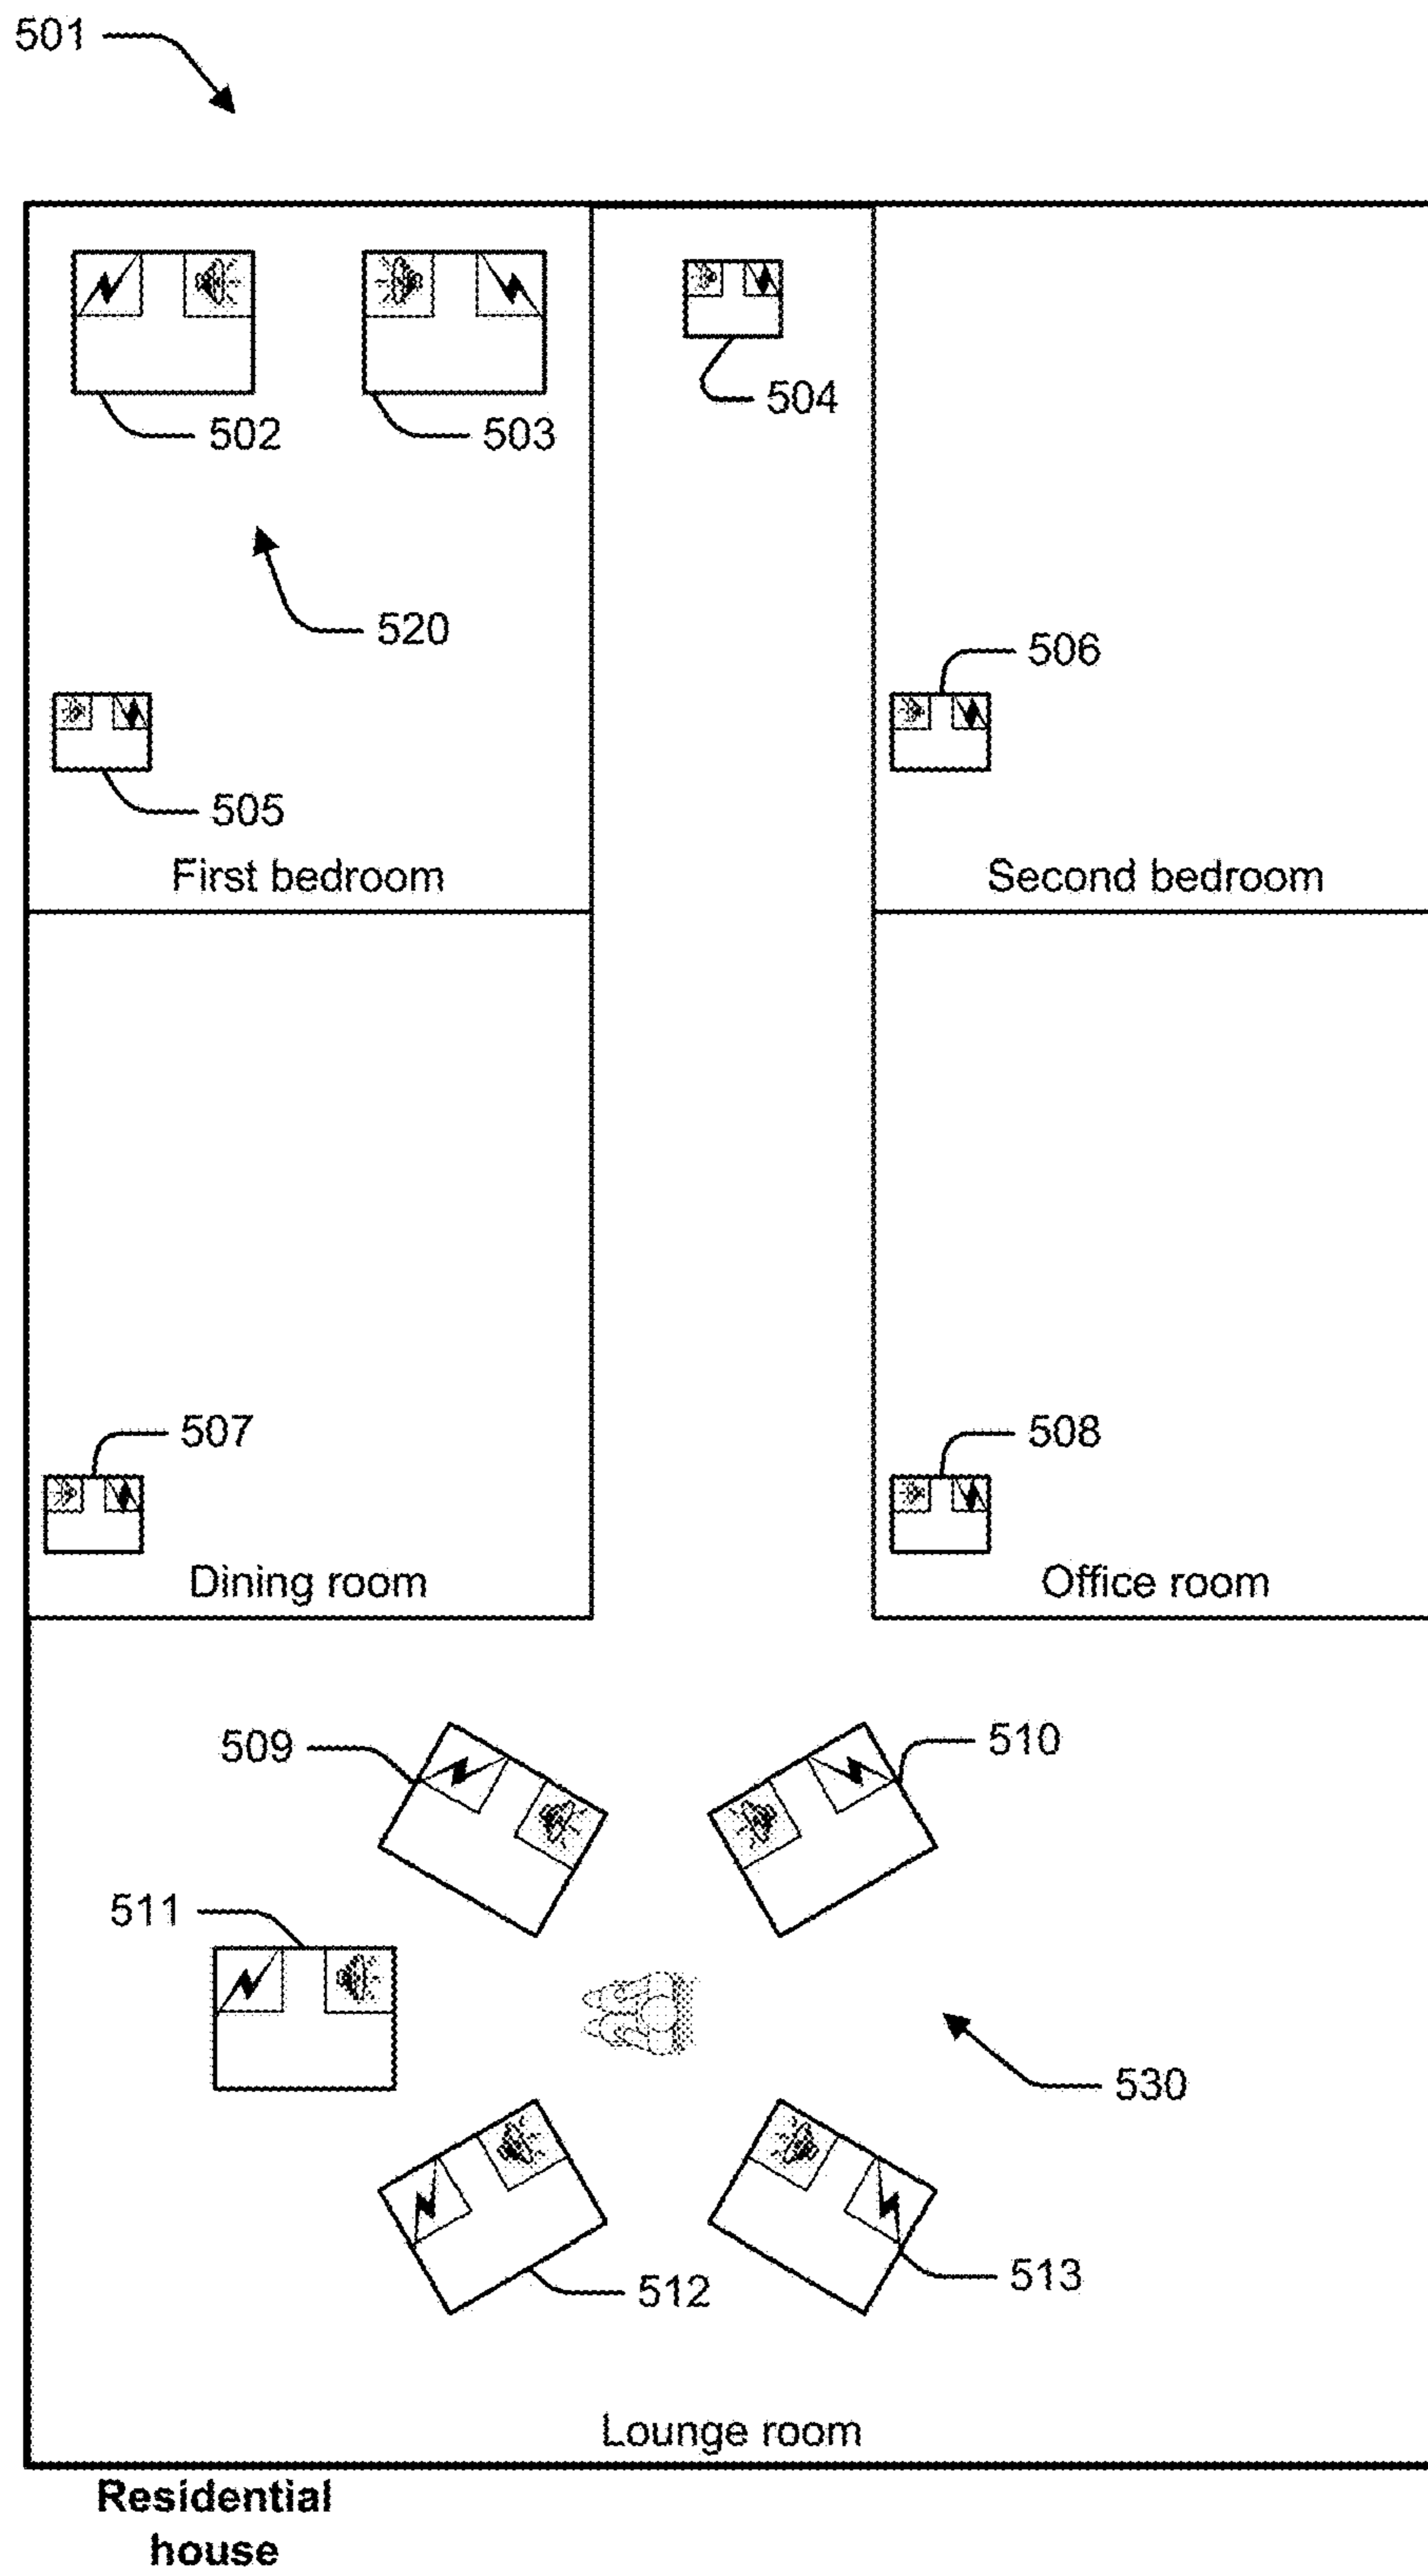 501
504
502
503
520
506
505
First bedroom
Second bedroom
507
508
Dining room
Office room
509
510
511
530
513
512
Lounge room
Residential
house